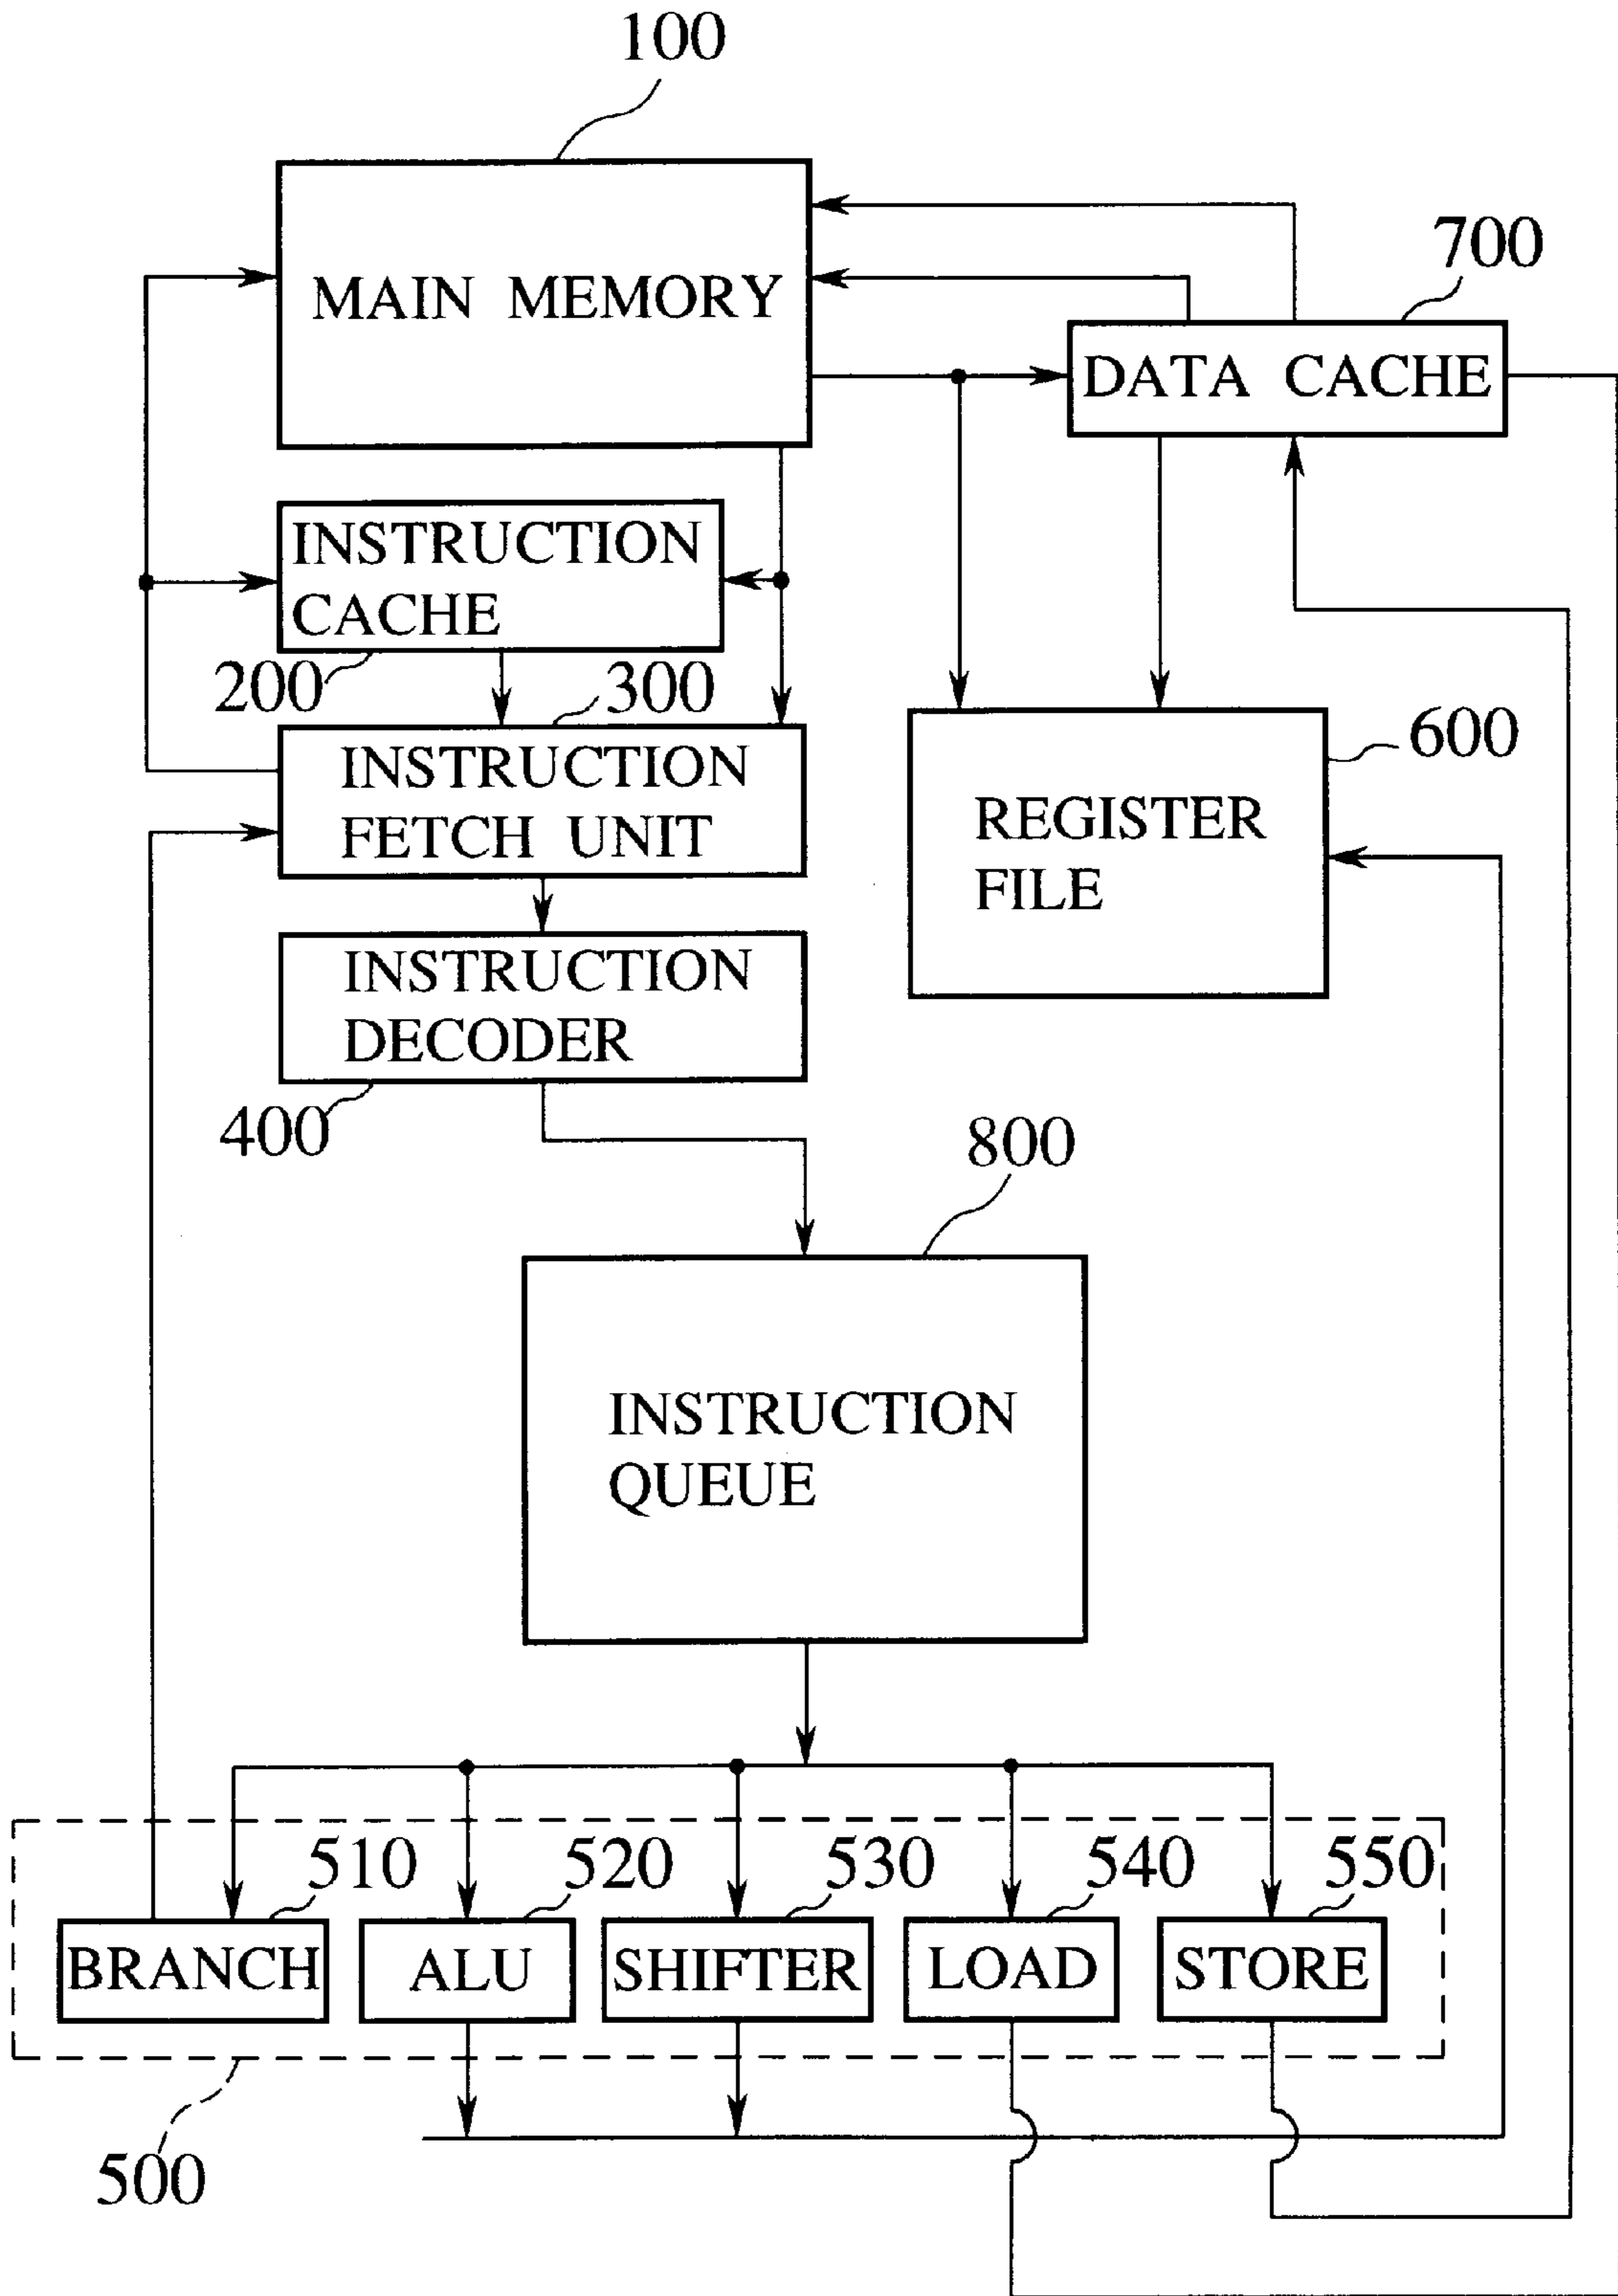 100
MAIN MEMORY
700
DATA CACHE
INSTRUCTION
CACHE
200
300
INSTRUCTION
FETCH UNIT
600
REGISTER
FILE
INSTRUCTION
DECODER
400
800
INSTRUCTION
QUEUE
510
520
530
540
550
BRANCH
ALU
SHIFTER
LOAD
STORE
500